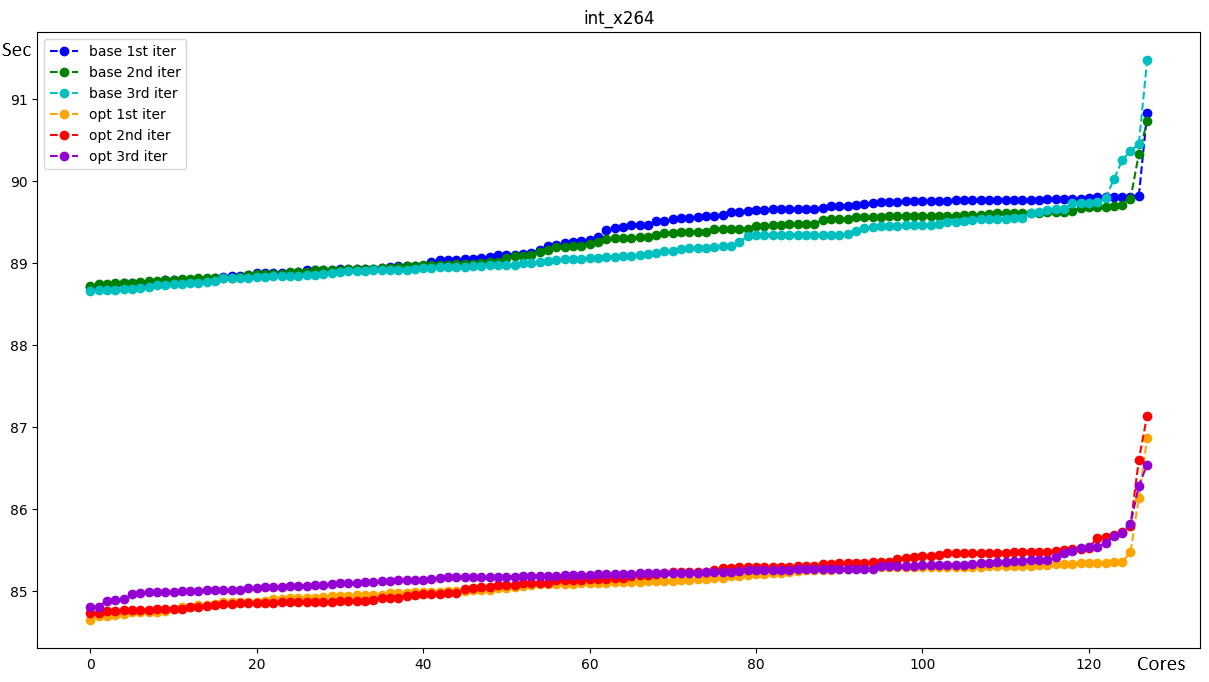 int_x264
Sec
base 1st iter
base 2nd iter
base 3rd iter
opt 1st iter
opt 2nd iter
opt 3rd iter
91
90
89
88
87
86
85
0 20 40 60 80 100 120 Cores